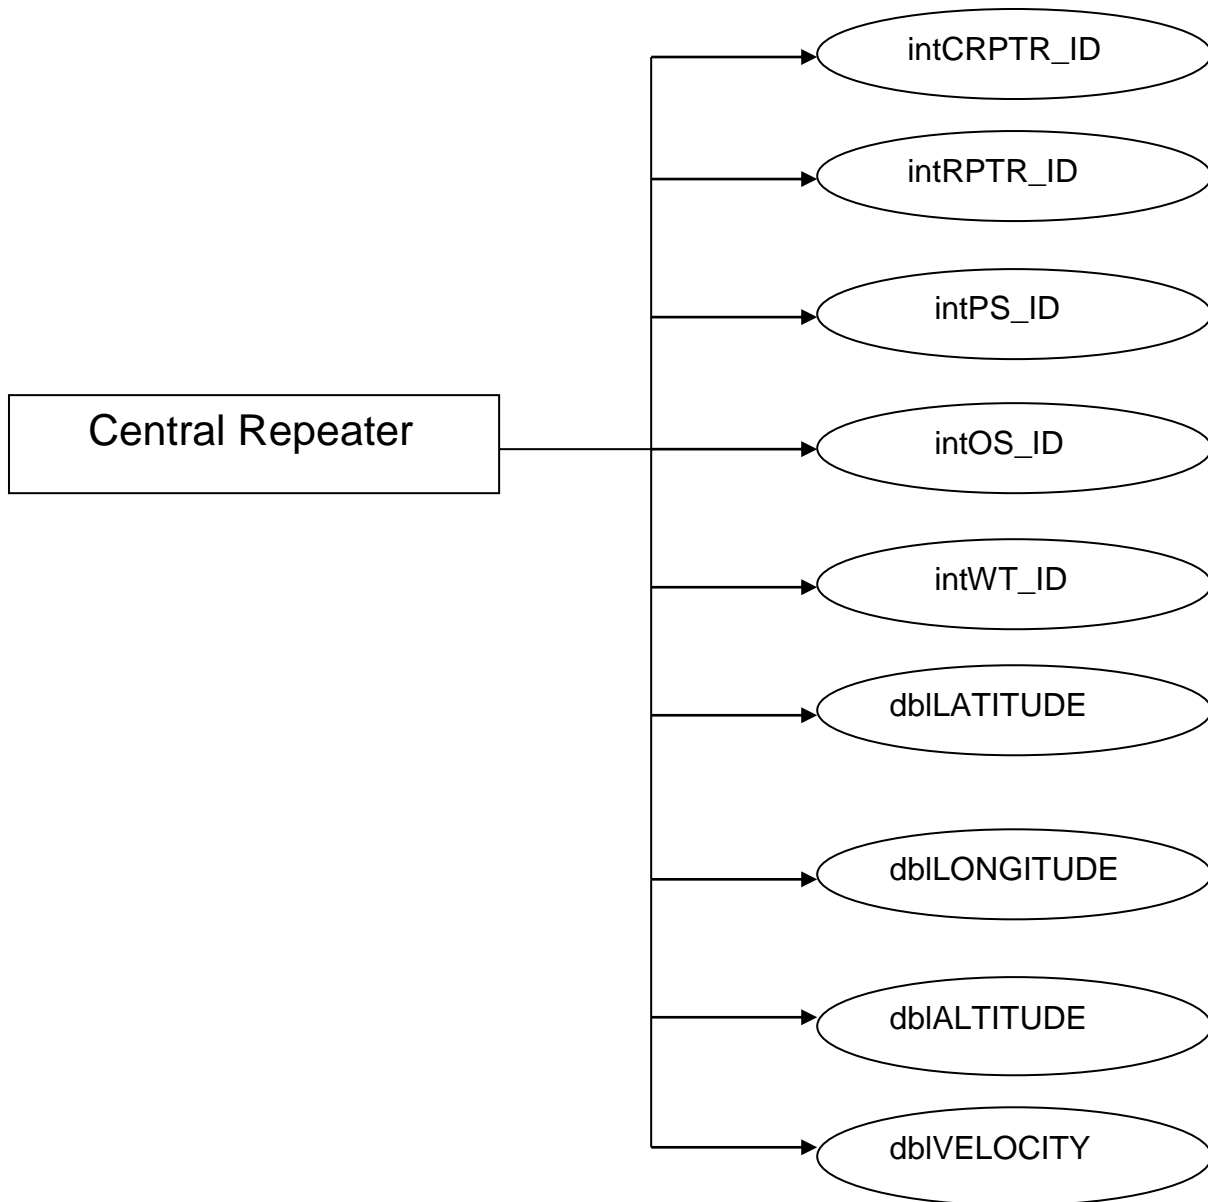 intCRPTR_ID
intRPTR_ID
intPS_ID
Central Repeater
intOS_ID
intWT_ID
dblLATITUDE
dblLONGITUDE
dblALTITUDE
dblVELOCITY